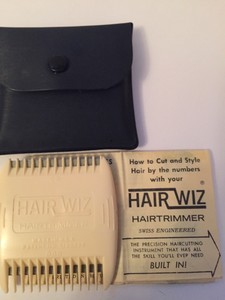 How to Cut and Style
Hair by the numbers
with your
HAIR WIZ®
HAIRTRIMMER
SWISS ENGINEERED
THE PRECISION HAIRCUTTING
INSTRUMENT THAT HAS ALL
THE SKILL YOU'LL EVER NEED
BUILT IN!
HAIR WIZ